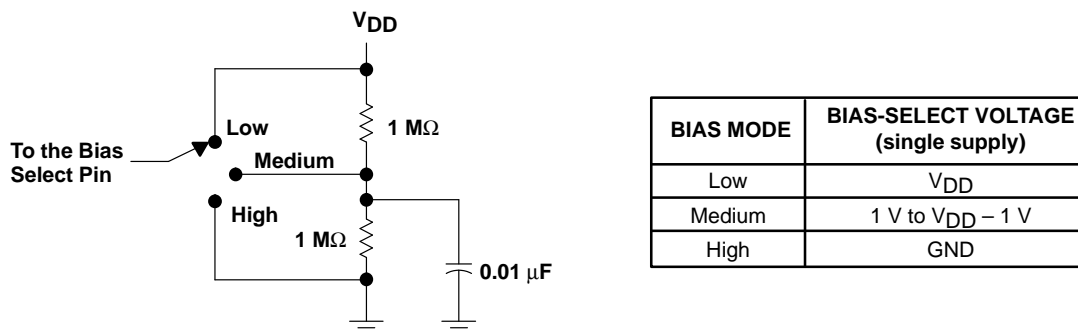 VDD
Low
1 MΩ
To the Bias
Select Pin
Medium
High
1 MΩ
0.01 μF
BIAS MODE
BIAS-SELECT VOLTAGE
(single supply)
Low
VDD
Medium
1 V to VDD – 1 V
High
GND